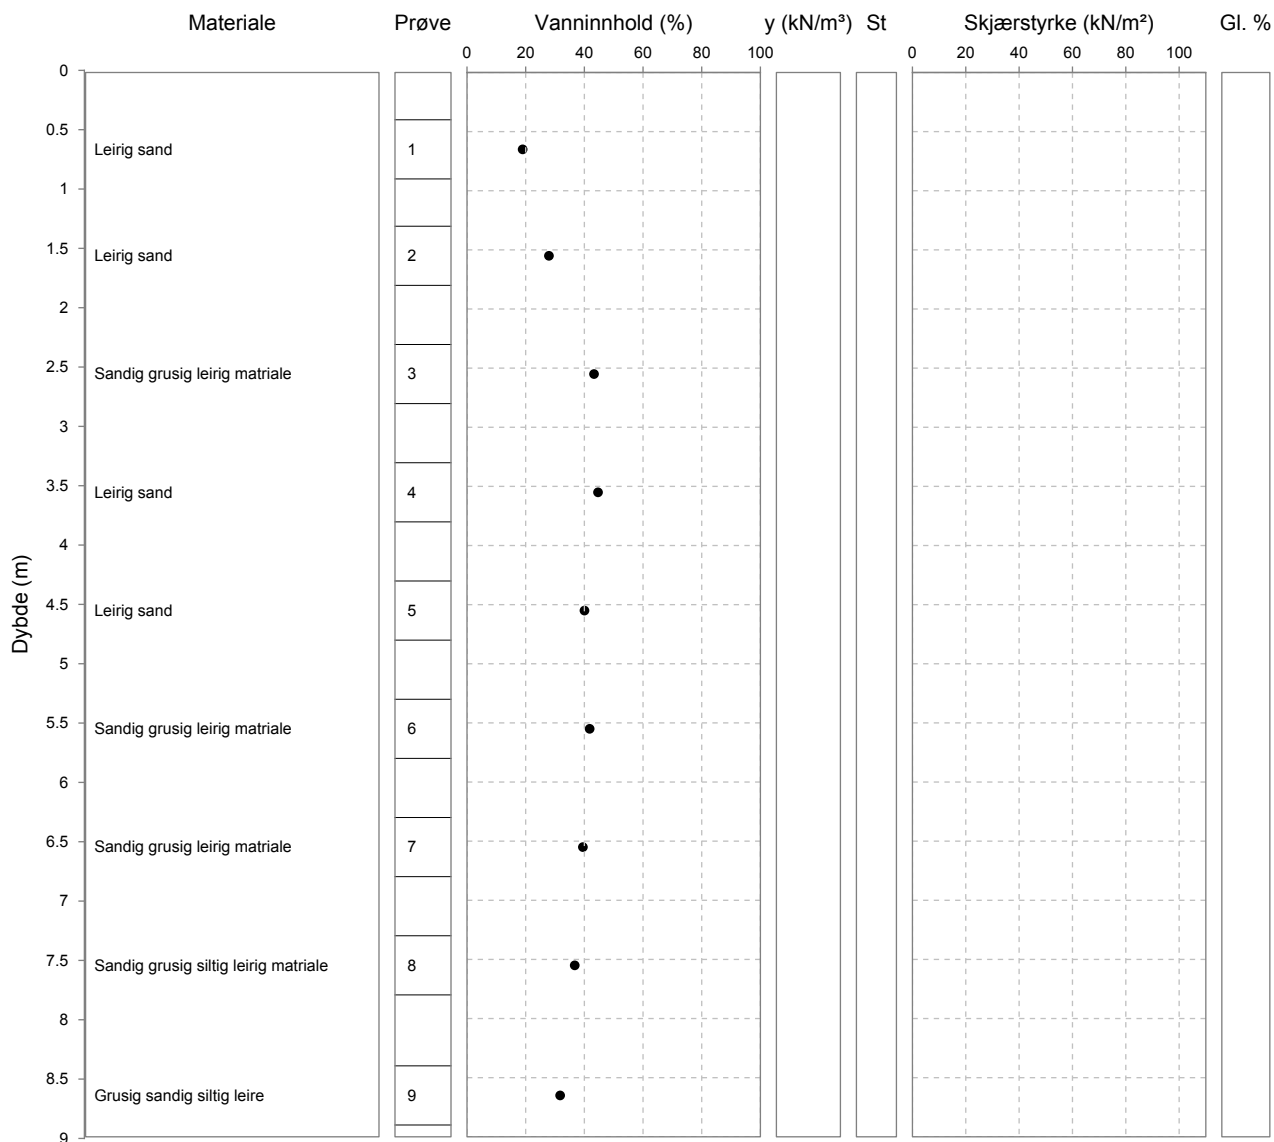 Materiale Prøve Vanninnhold (%) y (kN/m³) St Skjærstyrke (kN/m²) Gl. %
0 20 40 60 80 100 0 20 40 60 80 100
0
0.5
Leirig sand 1
1
1.5 Leirig sand 2
2
2.5 Sandig grusig leirig matriale 3
3
3.5 Leirig sand 4
4
Dybde (m)
4.5 Leirig sand 5
5
5.5 Sandig grusig leirig matriale 6
6
6.5 Sandig grusig leirig matriale 7
7
7.5 Sandig grusig siltig leirig matriale 8
8
8.5
Grusig sandig siltig leire 9
9